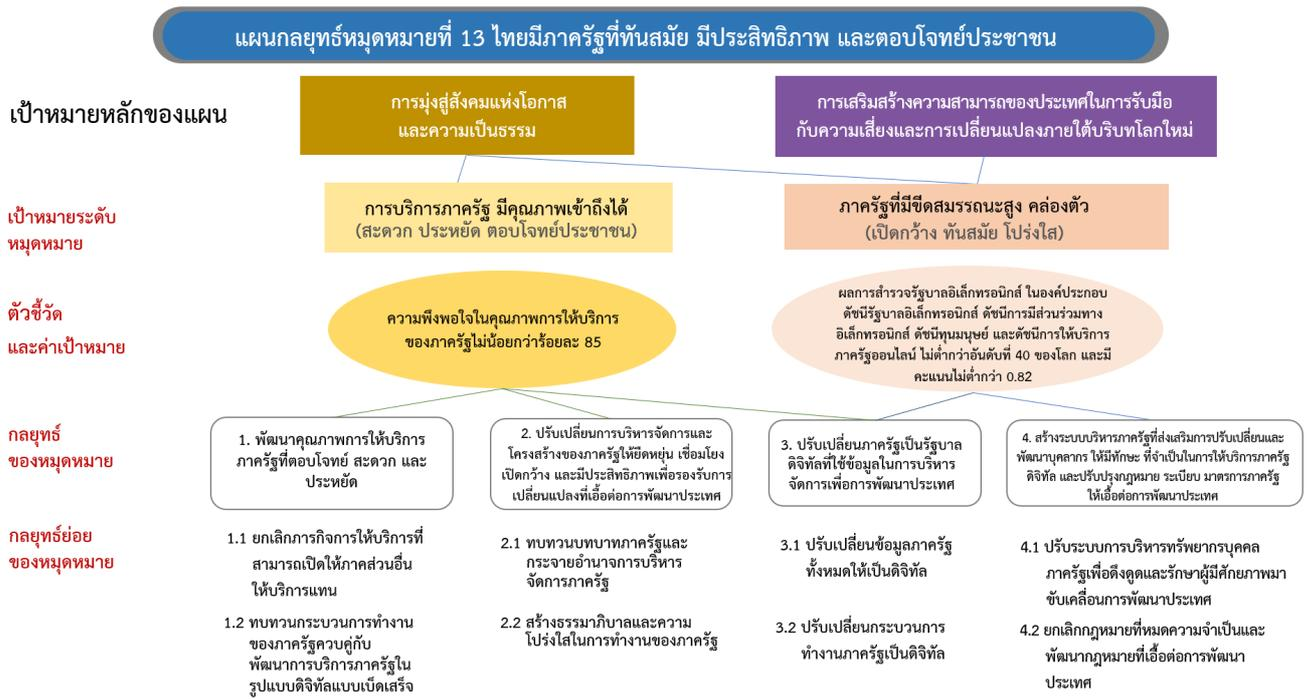 แผนกลยุทธ์หมุดหมายที่ 13 ไทยมีภาครัฐที่ทันสมัย มีประสิทธิภาพ และตอบโจทย์ประชาชน
เป้าหมายหลักของแผน
การมุ่งสู่สังคมแห่งโอกาส
และความเป็นธรรม
การเสริมสร้างความสามารถของประเทศในการรับมือ
กับความเสี่ยงและการเปลี่ยนแปลงภายใต้บริบทโลกใหม่
เป้าหมายระดับ
หมุดหมาย
การบริการภาครัฐ มีคุณภาพเข้าถึงได้
(สะดวก ประหยัด ตอบโจทย์ประชาชน)
ภาครัฐที่มีขีดสมรรถนะสูง คล่องตัว
(เปิดกว้าง ทันสมัย โปร่งใส)
ตัวชี้วัด
และค่าเป้าหมาย
ความพึงพอใจในคุณภาพการให้บริการ
ของภาครัฐไม่น้อยกว่าร้อยละ 85
ผลการสำรวจรัฐบาลอิเล็กทรอนิกส์ ในองค์ประกอบ
ดัชนีรัฐบาลอิเล็กทรอนิกส์ ดัชนีการมีส่วนร่วมทาง
อิเล็กทรอนิกส์ ดัชนีทุนมนุษย์ และดัชนีการให้บริการ
ภาครัฐออนไลน์ ไม่ต่ำกว่าอันดับที่ 40 ของโลก และมี
คะแนนไม่ต่ำกว่า 0.82
กลยุทธ์
ของหมุดหมาย
1. พัฒนาคุณภาพการให้บริการ
ภาครัฐที่ตอบโจทย์ สะดวก และ
ประหยัด
2. ปรับเปลี่ยนการบริหารจัดการและ
โครงสร้างของภาครัฐให้ยืดหยุ่น เชื่อมโยง
เปิดกว้าง และมีประสิทธิภาพเพื่อรองรับการ
เปลี่ยนแปลงที่เอื้อต่อการพัฒนาประเทศ
3. ปรับเปลี่ยนภาครัฐเป็นรัฐบาล
ดิจิทัลที่ใช้ข้อมูลในการบริหาร
จัดการเพื่อการพัฒนาประเทศ
4. สร้างระบบบริหารภาครัฐที่ส่งเสริมการปรับเปลี่ยนและ
พัฒนาบุคลากร ให้มีทักษะ ที่จำเป็นในการให้บริการภาครัฐ
ดิจิทัล และปรับปรุงกฎหมาย ระเบียบ มาตรการภาครัฐ
ให้เอื้อต่อการพัฒนาประเทศ
กลยุทธ์ย่อย
ของหมุดหมาย
1.1 ยกเลิกภารกิจการให้บริการที่
สามารถเปิดให้ภาคส่วนอื่น
ให้บริการแทน
1.2 ทบทวนกระบวนการทำงาน
ของภาครัฐควบคู่กับ
พัฒนาการบริการภาครัฐใน
รูปแบบดิจิทัลแบบเบ็ดเสร็จ
2.1 ทบทวนบทบาทภาครัฐและ
กระจายอำนาจการบริหาร
จัดการภาครัฐ
2.2 สร้างธรรมาภิบาลและความ
โปร่งใสในการทำงานของภาครัฐ
3.1 ปรับเปลี่ยนข้อมูลภาครัฐ
ทั้งหมดให้เป็นดิจิทัล
3.2 ปรับเปลี่ยนกระบวนการ
ทำงานภาครัฐเป็นดิจิทัล
4.1 ปรับระบบการบริหารทรัพยากรบุคคล
ภาครัฐเพื่อดึงดูดและรักษาผู้มีศักยภาพมา
ขับเคลื่อนการพัฒนาประเทศ
4.2 ยกเลิกกฎหมายที่หมดความจำเป็นและ
พัฒนากฎหมายที่เอื้อต่อการพัฒนา
ประเทศ